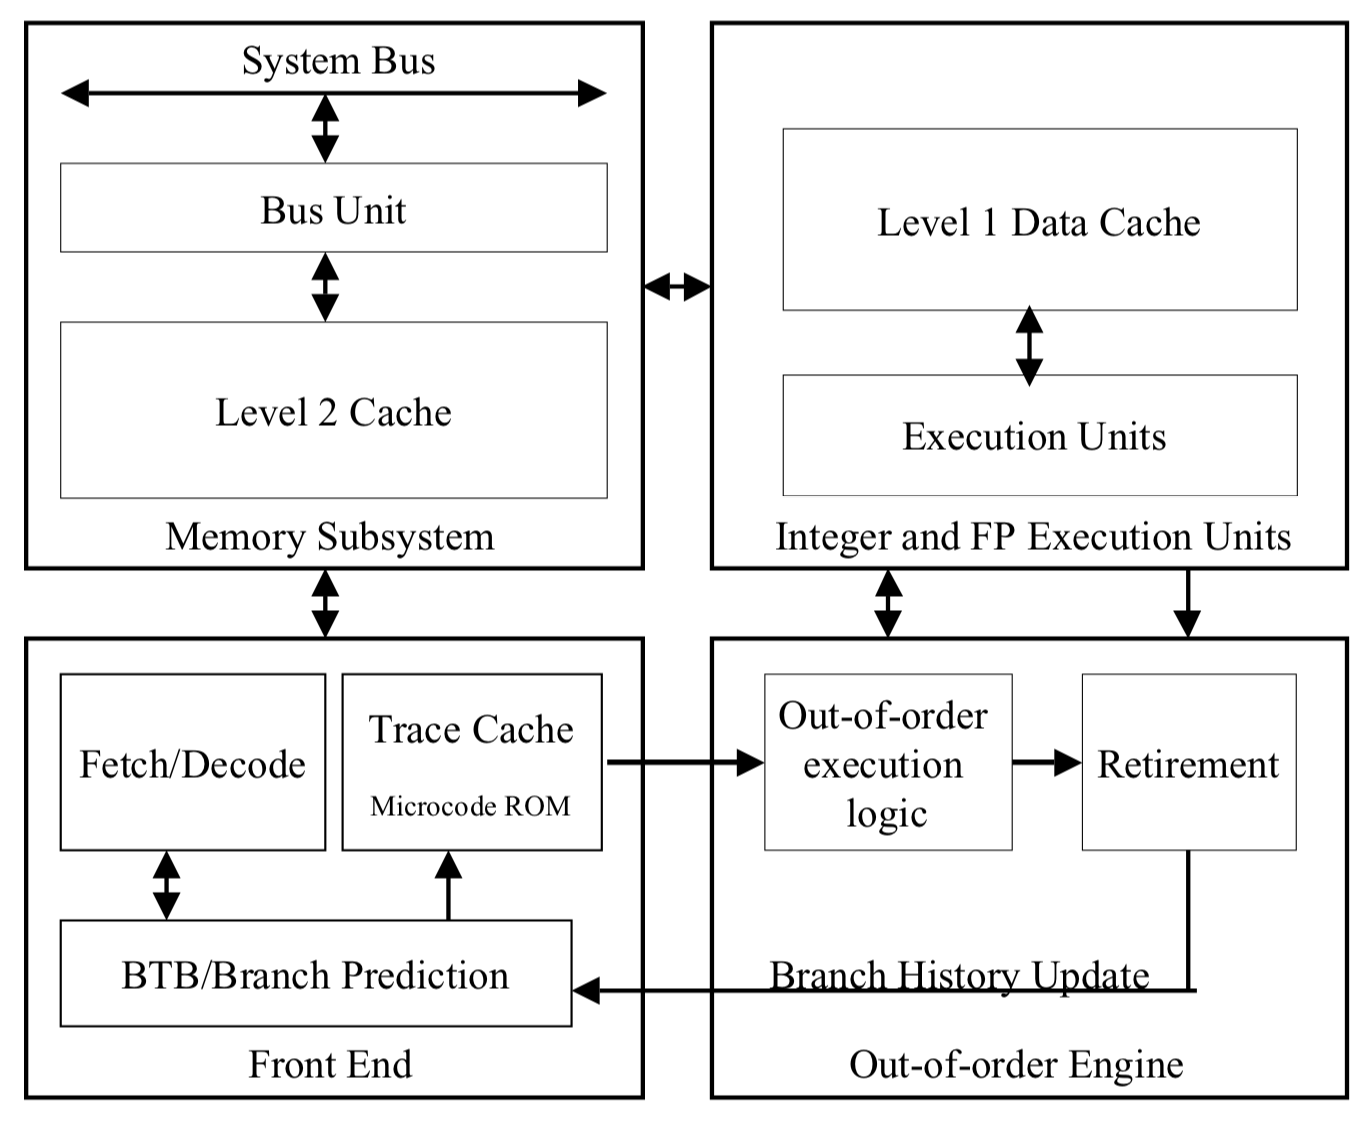 System Bus
Bus Unit
Level 2 Cache
Memory Subsystem
Level 1 Data Cache
Execution Units
Integer and FP Execution Units
Fetch/Decode
Trace Cache
Microcode ROM
BTB/Branch Prediction
Front End
Out-of-order
execution
logic
Retirement
Branch History Update
Out-of-order Engine